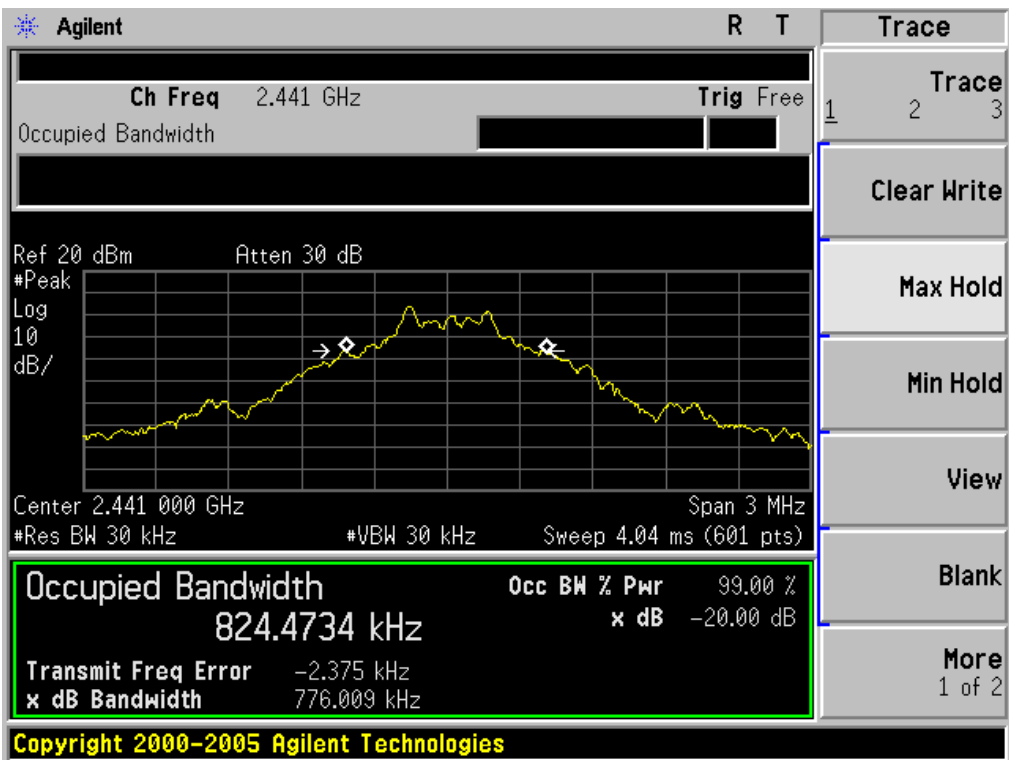 Agilent R T
Trace
Ch Freq 2.441 GHz Trig Free
Occupied Bandwidth
Ref 20 dBm Atten 30 dB
#Peak
Log
10
dB/
Center 2.441 000 GHz Span 3 MHz
#Res BW 30 kHz #VBW 30 kHz Sweep 4.04 ms (601 pts)
Occupied Bandwidth Occ BW % Pwr 99.00 %
824.4734 kHz x dB -20.00 dB
Transmit Freq Error -2.375 kHz
x dB Bandwidth 776.009 kHz
Copyright 2000-2005 Agilent Technologies
Trace
1 2 3
Clear Write
Max Hold
Min Hold
View
Blank
More
1 of 2